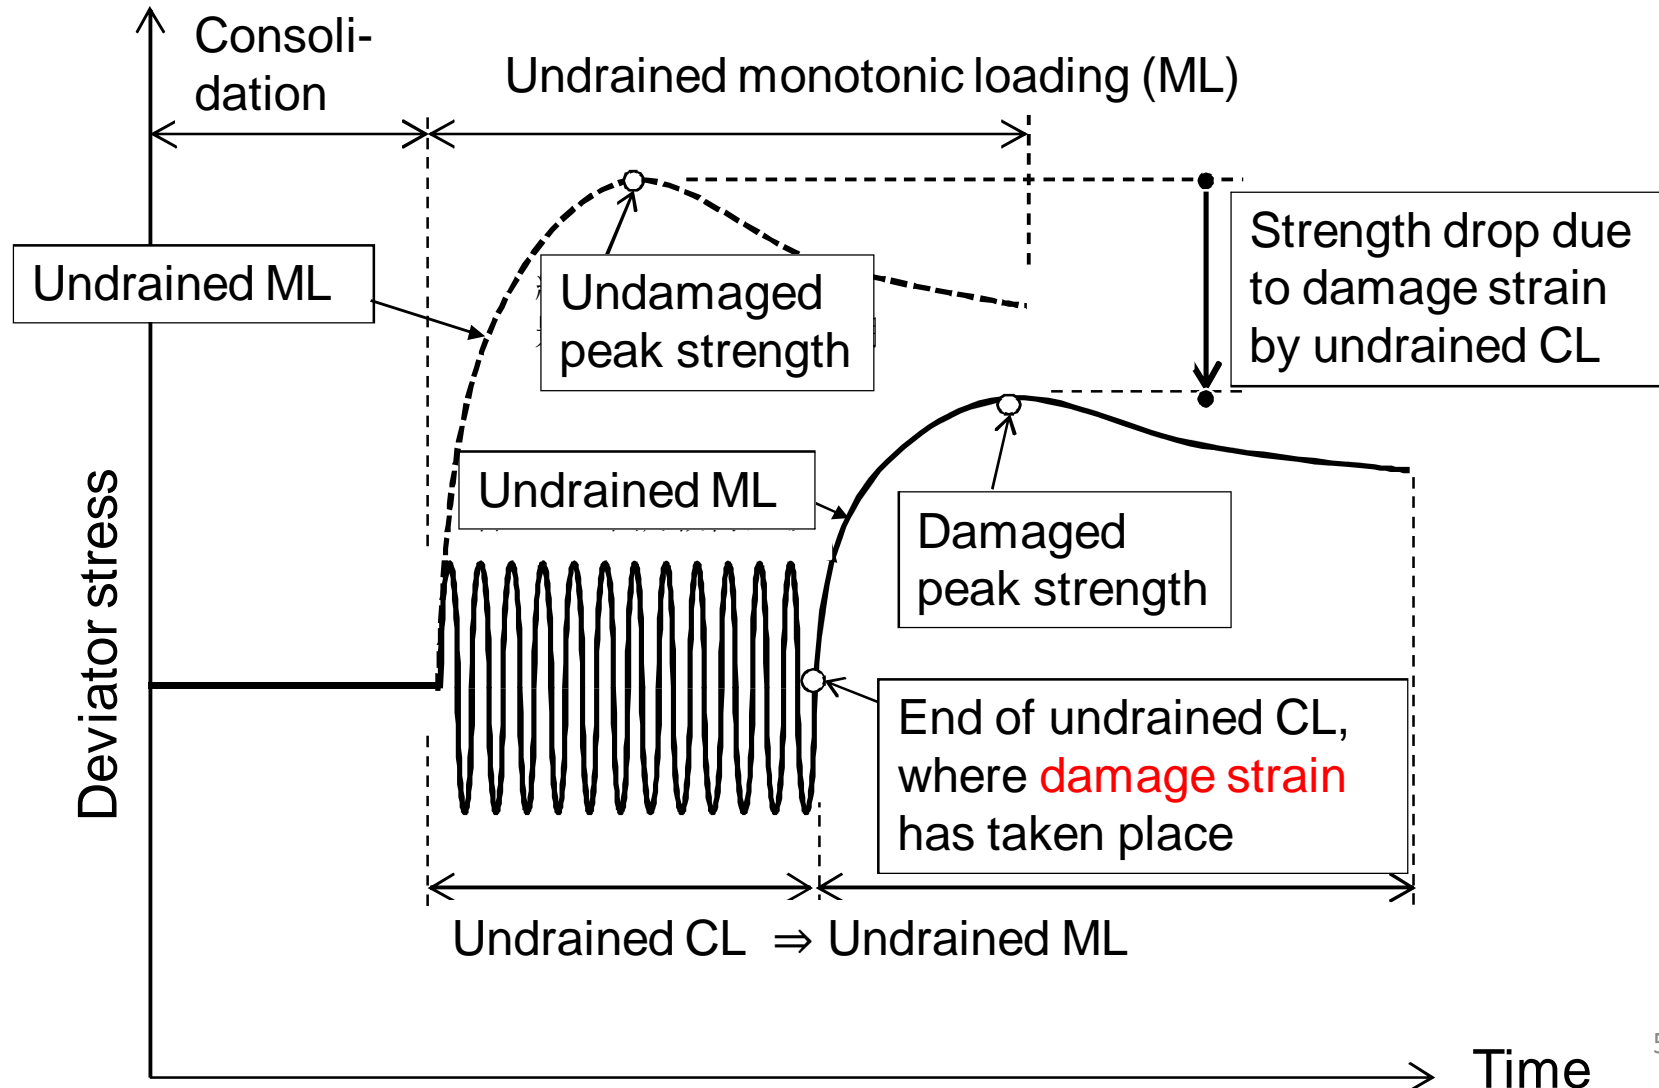 Consoli-
dation
Undrained monotonic loading (ML)
Undrained ML
Undamaged
peak strength
Strength drop due
to damage strain
by undrained CL
Undrained ML
Damaged
peak strength
Deviator stress
End of undrained CL,
where damage strain
has taken place
Undrained CL ⇒ Undrained ML
Time